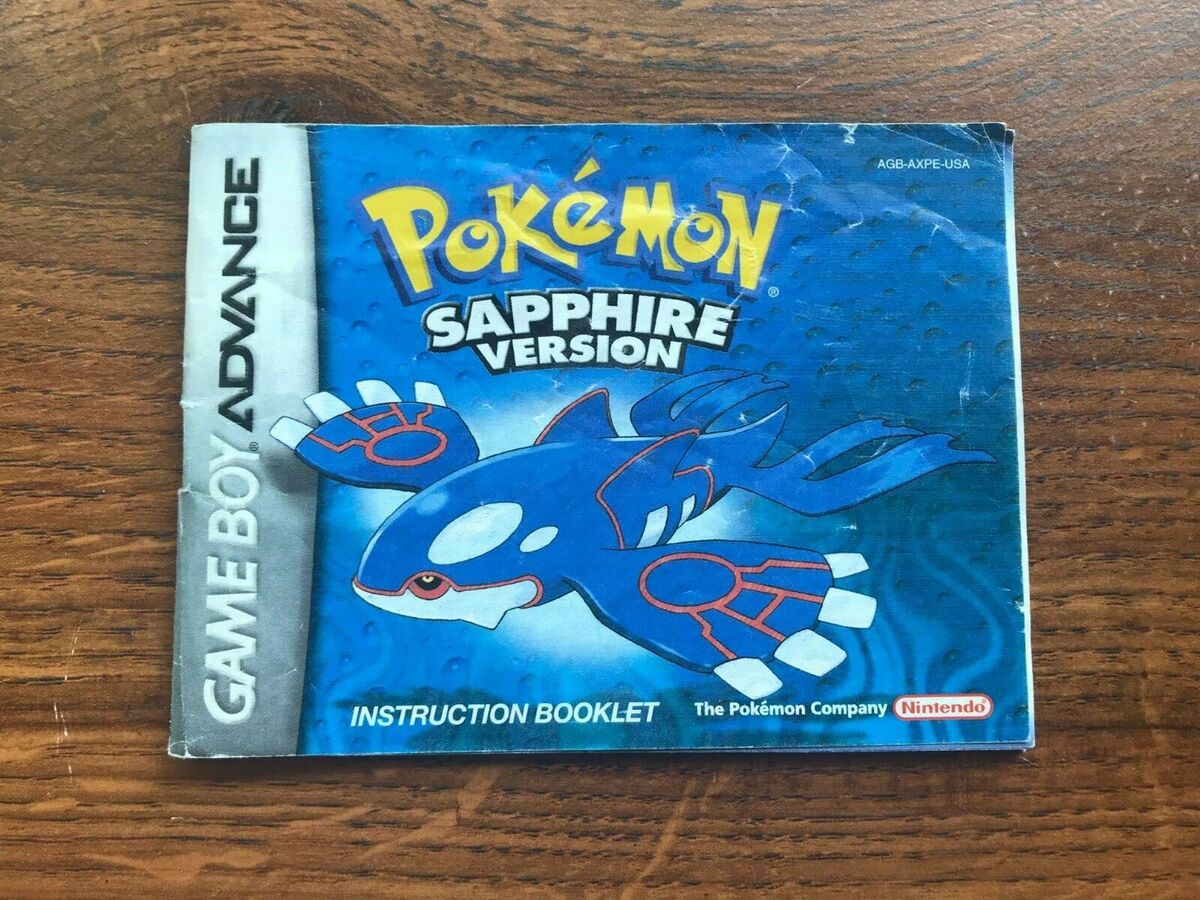 GAME BOY® ADVANCE
AGB-AXPE-USA
POKéMON®
SAPPHIRE
VERSION
INSTRUCTION BOOKLET
The Pokémon Company Nintendo®